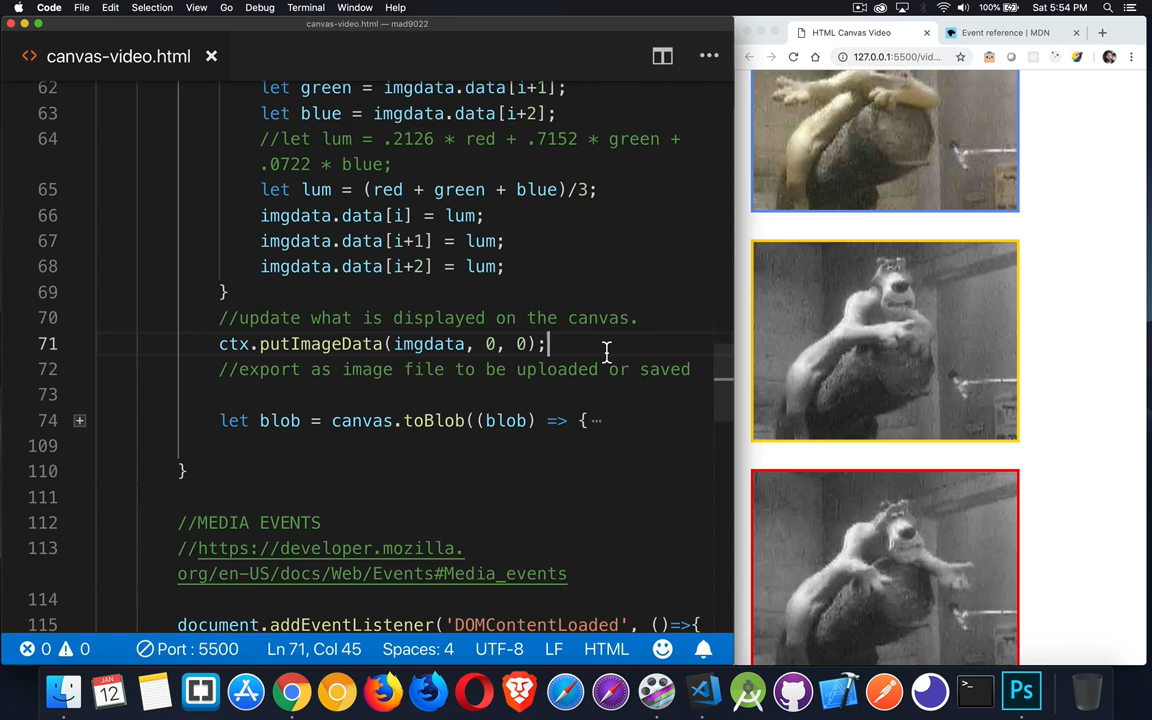 Code File Edit Selection View Go Debug Terminal Window Help 100% Sat 5:54 PM
canvas-video.html — mad9022
canvas-video.html
62 let green = imgdata.data[i+1];
63 let blue = imgdata.data[i+2];
64 //let lum = .2126 * red + .7152 * green +
.0722 * blue;
65 let lum = (red + green + blue)/3;
66 imgdata.data[i] = lum;
67 imgdata.data[i+1] = lum;
68 imgdata.data[i+2] = lum;
69 }
70 //update what is displayed on the canvas.
71 ctx.putImageData(imgdata, 0, 0);
72 //export as image file to be uploaded or saved
73
74 let blob = canvas.toBlob((blob) => {…
109
110 }
111
112 //MEDIA EVENTS
113 //https://developer.mozilla.
org/en-US/docs/Web/Events#Media_events
114
115 document.addEventListener('DOMContentLoaded', ()=>{
0 0 Port : 5500 Ln 71, Col 45 Spaces: 4 UTF-8 LF HTML
HTML Canvas Video
Event reference | MDN
127.0.0.1:5500/vid...
JAN
12
>_
Ps